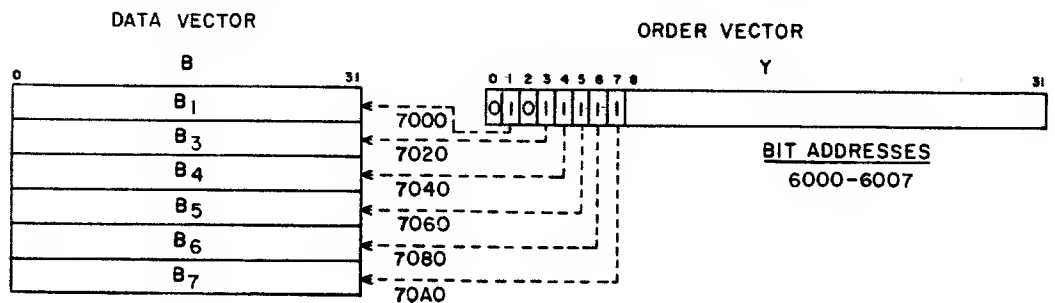 DATA VECTOR
ORDER VECTOR
B
Y
0 31
0 1 2 3 4 5 6 7 8 31
0 1 0 1 1 1 1 1
B1
7000
B3
7020
BIT ADDRESSES
6000-6007
B4
7040
B5
7060
B6
7080
B7
70A0